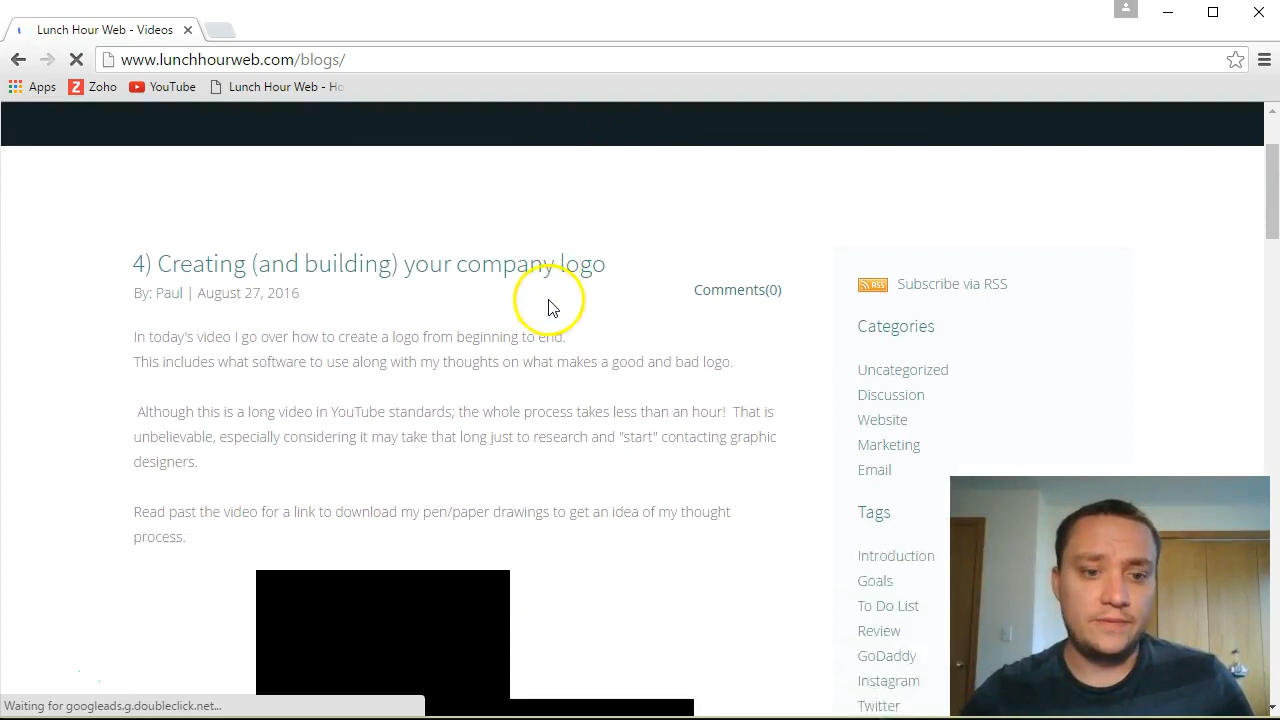 Lunch Hour Web - Videos
www.lunchhourweb.com/blogs/
Apps Zoho YouTube Lunch Hour Web - Ho
4) Creating (and building) your company logo
By: Paul | August 27, 2016
Comments(0)
In today's video I go over how to create a logo from beginning to end.
This includes what software to use along with my thoughts on what makes a good and bad logo.
Although this is a long video in YouTube standards; the whole process takes less than an hour! That is
unbelievable, especially considering it may take that long just to research and "start" contacting graphic
designers.
Read past the video for a link to download my pen/paper drawings to get an idea of my thought
process.
RSS Subscribe via RSS
Categories
Uncategorized
Discussion
Website
Marketing
Email
Tags
Introduction
Goals
To Do List
Review
GoDaddy
Instagram
Twitter
Waiting for googleads.g.doubleclick.net...